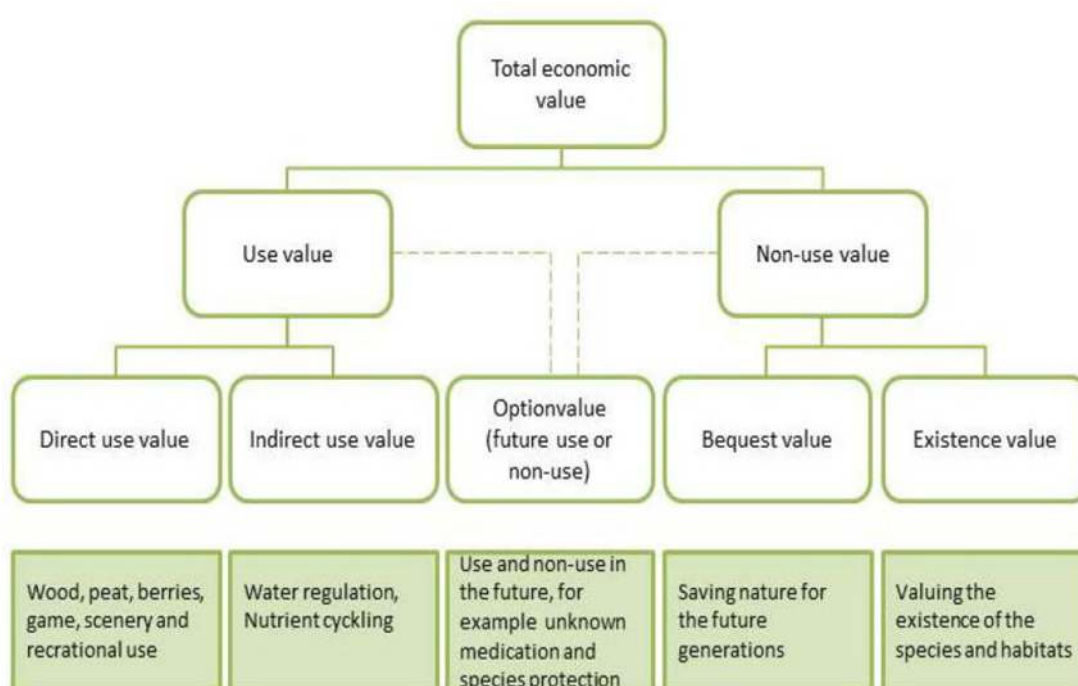 Total economic
value
Use value
Non-use value
Direct use value
Indirect use value
Optionvalue
(future use or
non-use)
Bequest value
Existence value
Wood, peat, berries,
game, scenery and
recrational use
Water regulation,
Nutrient cyckling
Use and non-use in
the future, for
example unknown
medication and
species protection
Saving nature for
the future
generations
Valuing the
existence of the
species and habitats